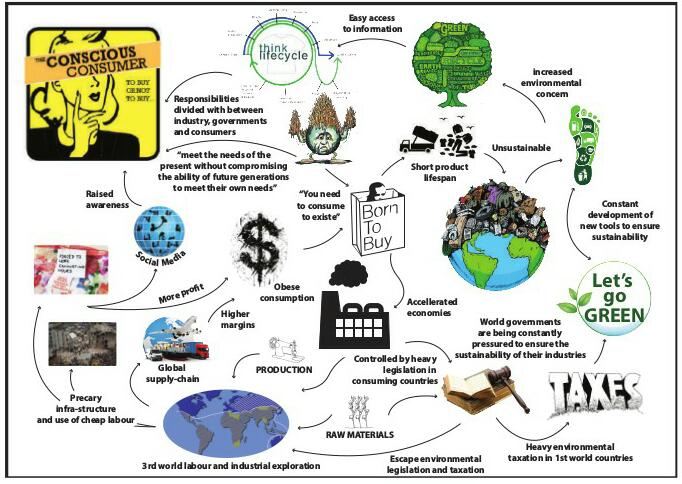 THE CONSCIOUS
CONSUMER
TO BUY
OR NOT
TO BUY...
think
lifecycle
Easy access
to information
GREEN
increased
environmental
concern
Responsibilities
divided with between
industry, governments
and consumers
"meet the needs of the
present without compromising
the ability of future generations
to meet their own needs"
"You need
to consume
to existe"
Born
To
Buy
Short product
lifespan
Unsustainable
Constant
development of
new tools to ensure
sustainability
Raised
awareness
Social Media
More profit
$
Obese
consumption
Higher
margins
Global
supply-chain
Accellerated
economies
World governments
are being constantly
pressured to ensure the
sustainability of their industries
Let's
go
GREEN
PRODUCTION
Controlled by heavy
legislation in
consuming countries
TAXES
Precary
infra-structure
and use of cheap labour
RAW MATERIALS
3rd world labour and industrial exploration
Escape environmental
legislation and taxation
Heavy environmental
taxation in 1st world countries